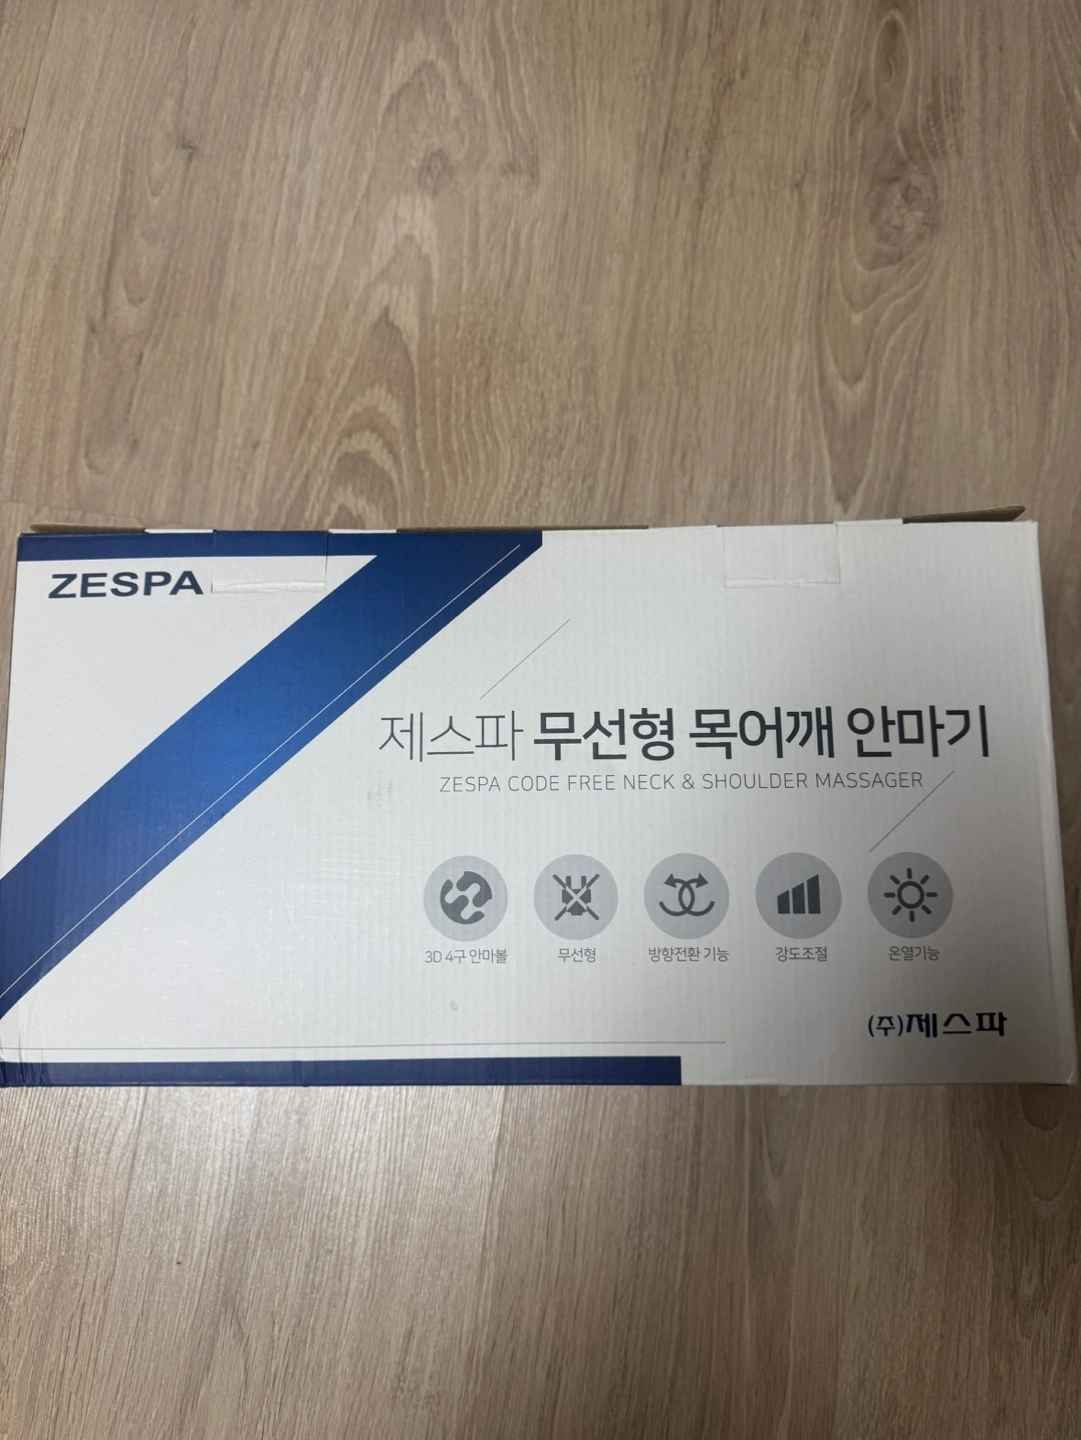 ZESPA
제스파 무선형 목어깨 안마기
ZESPA CODE FREE NECK & SHOULDER MASSAGER
3D 4구 안마볼
무선형
방향전환 기능
강도조절
온열기능
(주)제스파